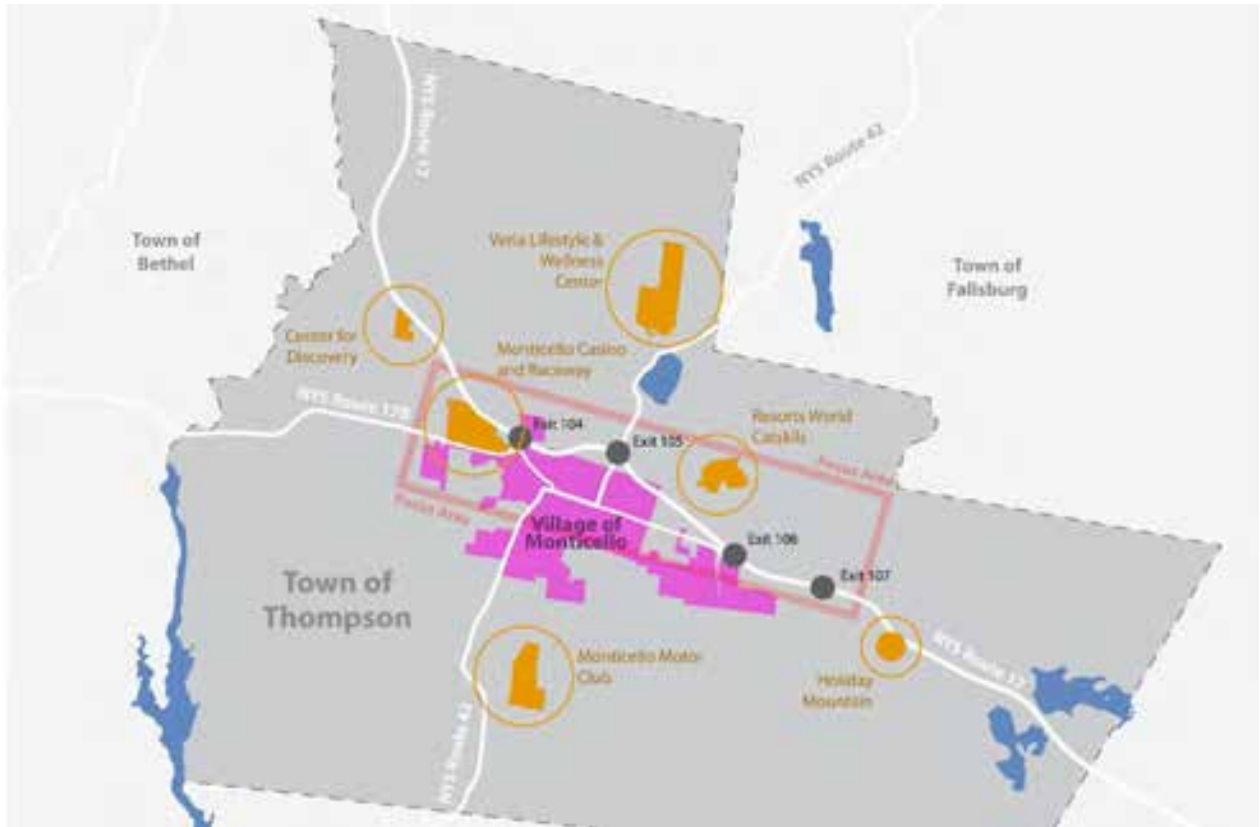 NYS Route 17
NYS Route 42
Town of
Bethel
Veria Lifestyle &
Wellness
Center
Town of
Fallsburg
Center for
Discovery
Monticello Casino
and Raceway
NYS Route 17B
Exit 104
Exit 105
Resorts World
Catskills
Focus Area
Focus Area
Village of
Monticello
Exit 106
Exit 107
Town of
Thompson
Monticello Motor
Club
Holiday
Mountain
NYS Route 17
NYS Route 42